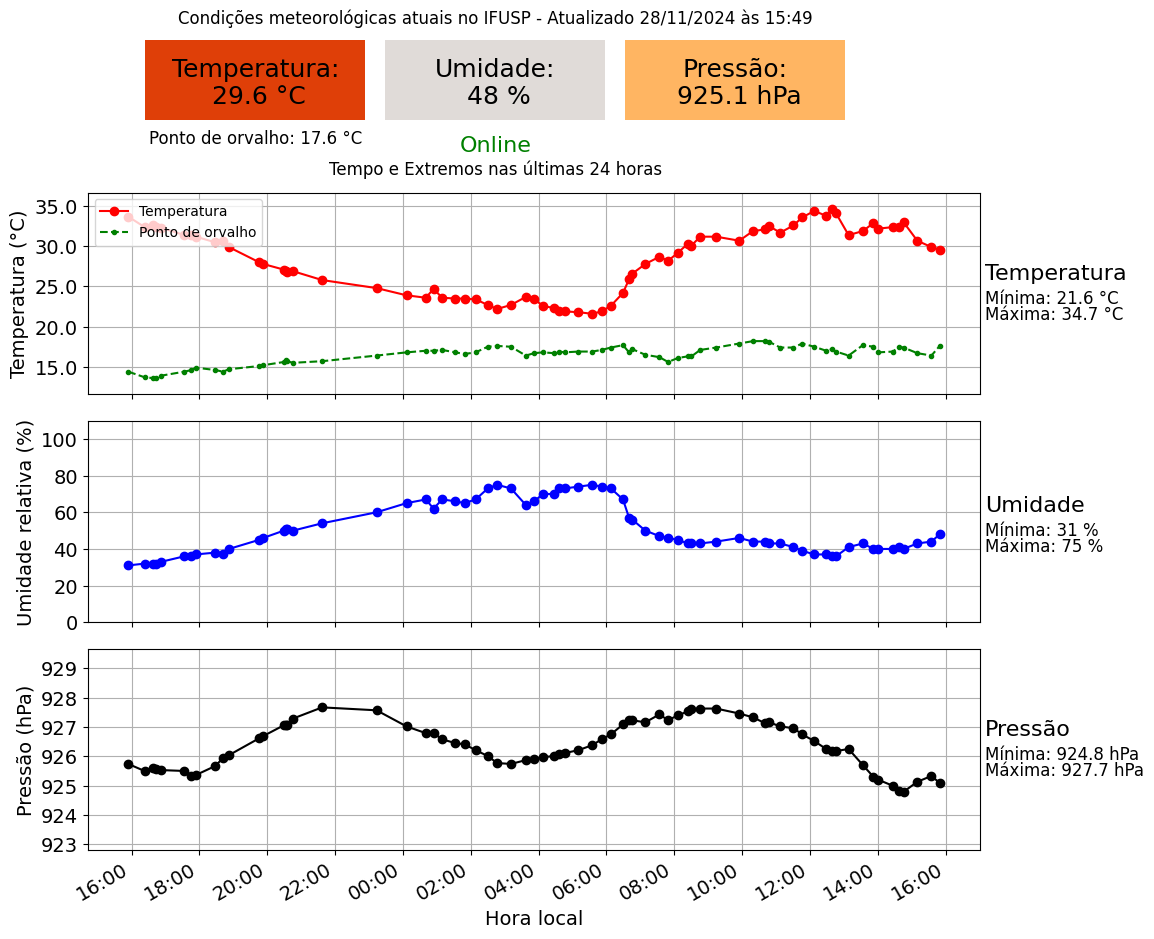 Condições meteorológicas atuais no IFUSP - Atualizado 28/11/2024 às 15:49
Temperatura:
29.6 °C
Umidade:
48 %
Pressão:
925.1 hPa
Ponto de orvalho: 17.6 °C
Online
Tempo e Extremos nas últimas 24 horas
Temperatura (°C)
35.0
30.0
25.0
20.0
15.0
Temperatura
Ponto de orvalho
Temperatura
Mínima: 21.6 °C
Máxima: 34.7 °C
Umidade relativa (%)
100
80
60
40
20
0
Umidade
Mínima: 31 %
Máxima: 75 %
Pressão (hPa)
929
928
927
926
925
924
923
Pressão
Mínima: 924.8 hPa
Máxima: 927.7 hPa
16:00
18:00
20:00
22:00
00:00
02:00
04:00
06:00
08:00
10:00
12:00
14:00
16:00
Hora local